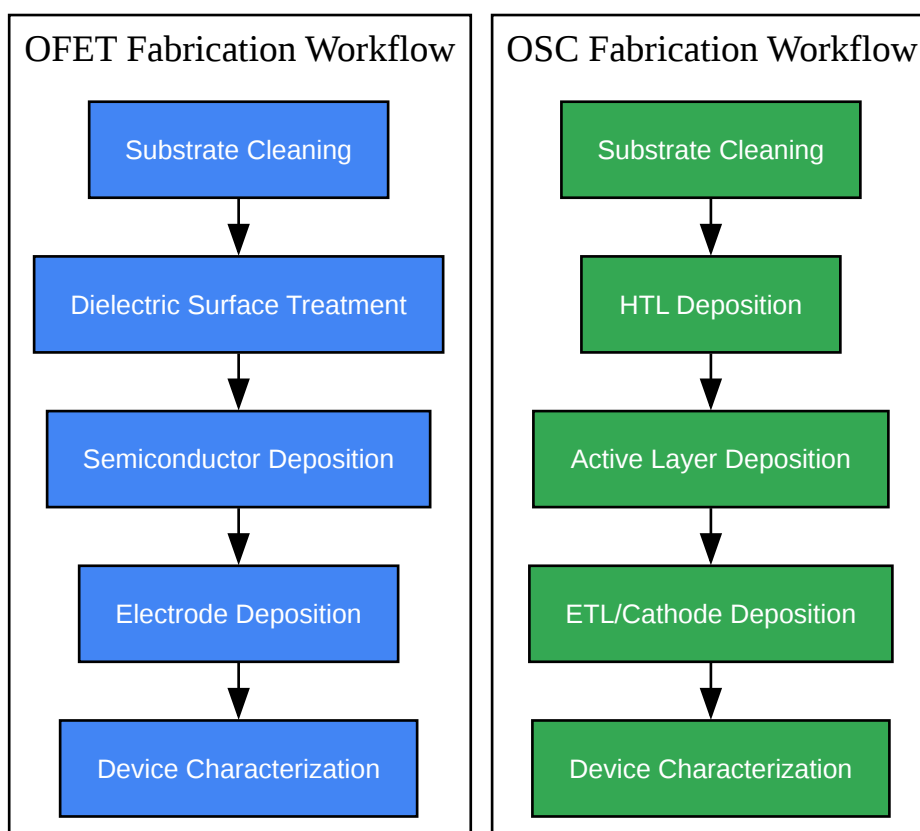 OFET Fabrication Workflow
Substrate Cleaning
Dielectric Surface Treatment
Semiconductor Deposition
Electrode Deposition
Device Characterization
OSC Fabrication Workflow
Substrate Cleaning
HTL Deposition
Active Layer Deposition
ETL/Cathode Deposition
Device Characterization